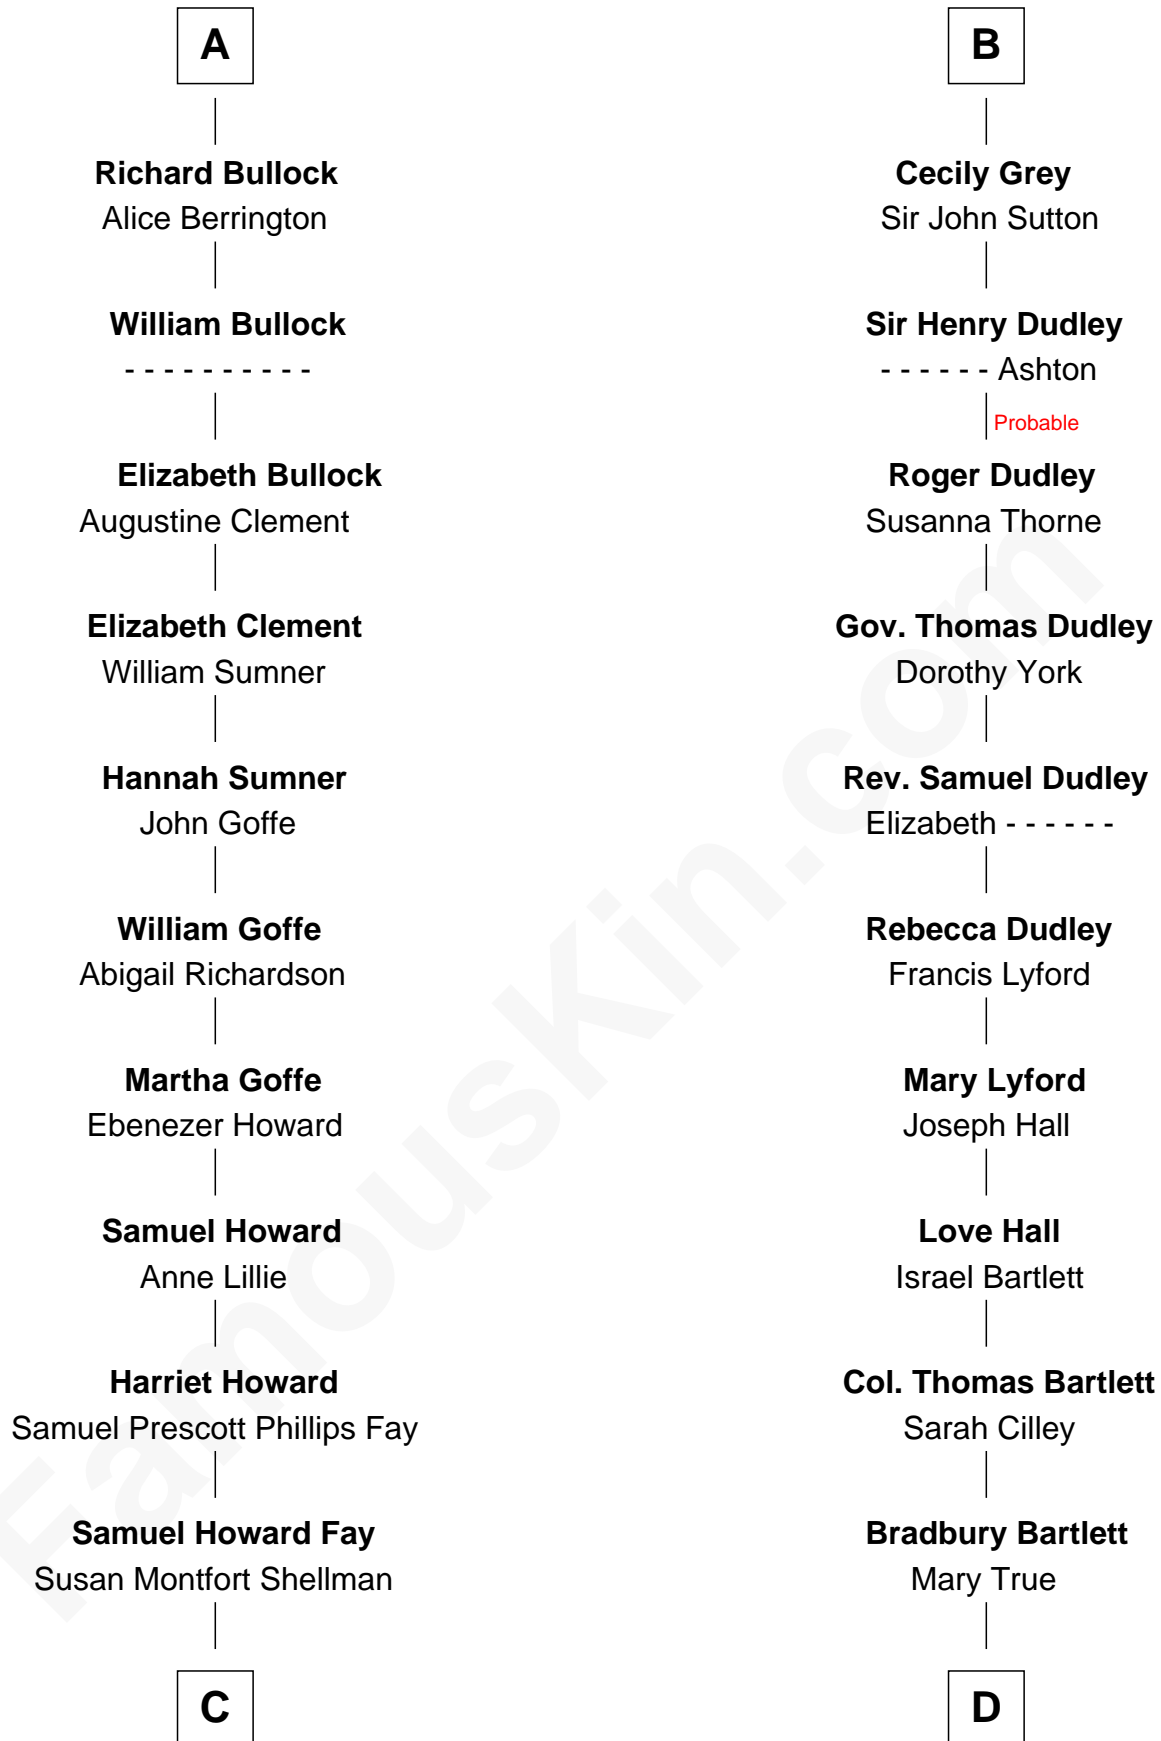 A
Richard Bullock
Alice Berrington
William Bullock
- - - - - - - - - -
Elizabeth Bullock
Augustine Clement
Elizabeth Clement
William Sumner
Hannah Sumner
John Goffe
William Goffe
Abigail Richardson
Martha Goffe
Ebenezer Howard
Samuel Howard
Anne Lillie
Harriet Howard
Samuel Prescott Phillips Fay
Samuel Howard Fay
Susan Montfort Shellman
C
B
Cecily Grey
Sir John Sutton
Sir Henry Dudley
- - - - - - Ashton
Probable
Roger Dudley
Susanna Thorne
Gov. Thomas Dudley
Dorothy York
Rev. Samuel Dudley
Elizabeth - - - - - -
Rebecca Dudley
Francis Lyford
Mary Lyford
Joseph Hall
Love Hall
Israel Bartlett
Col. Thomas Bartlett
Sarah Cilley
Bradbury Bartlett
Mary True
D
FamousKin.com